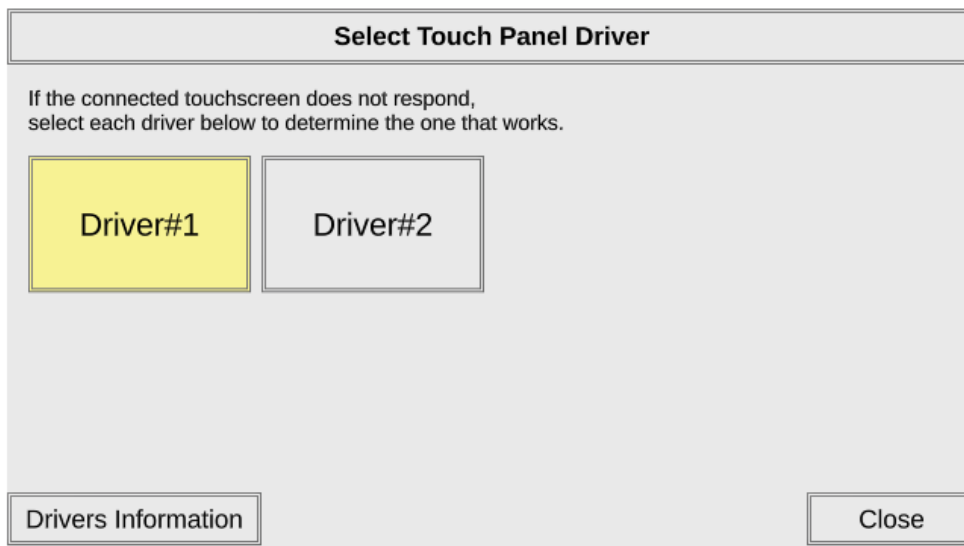 Select Touch Panel Driver
If the connected touchscreen does not respond,
select each driver below to determine the one that works.
Driver#1
Driver#2
Drivers Information
Close